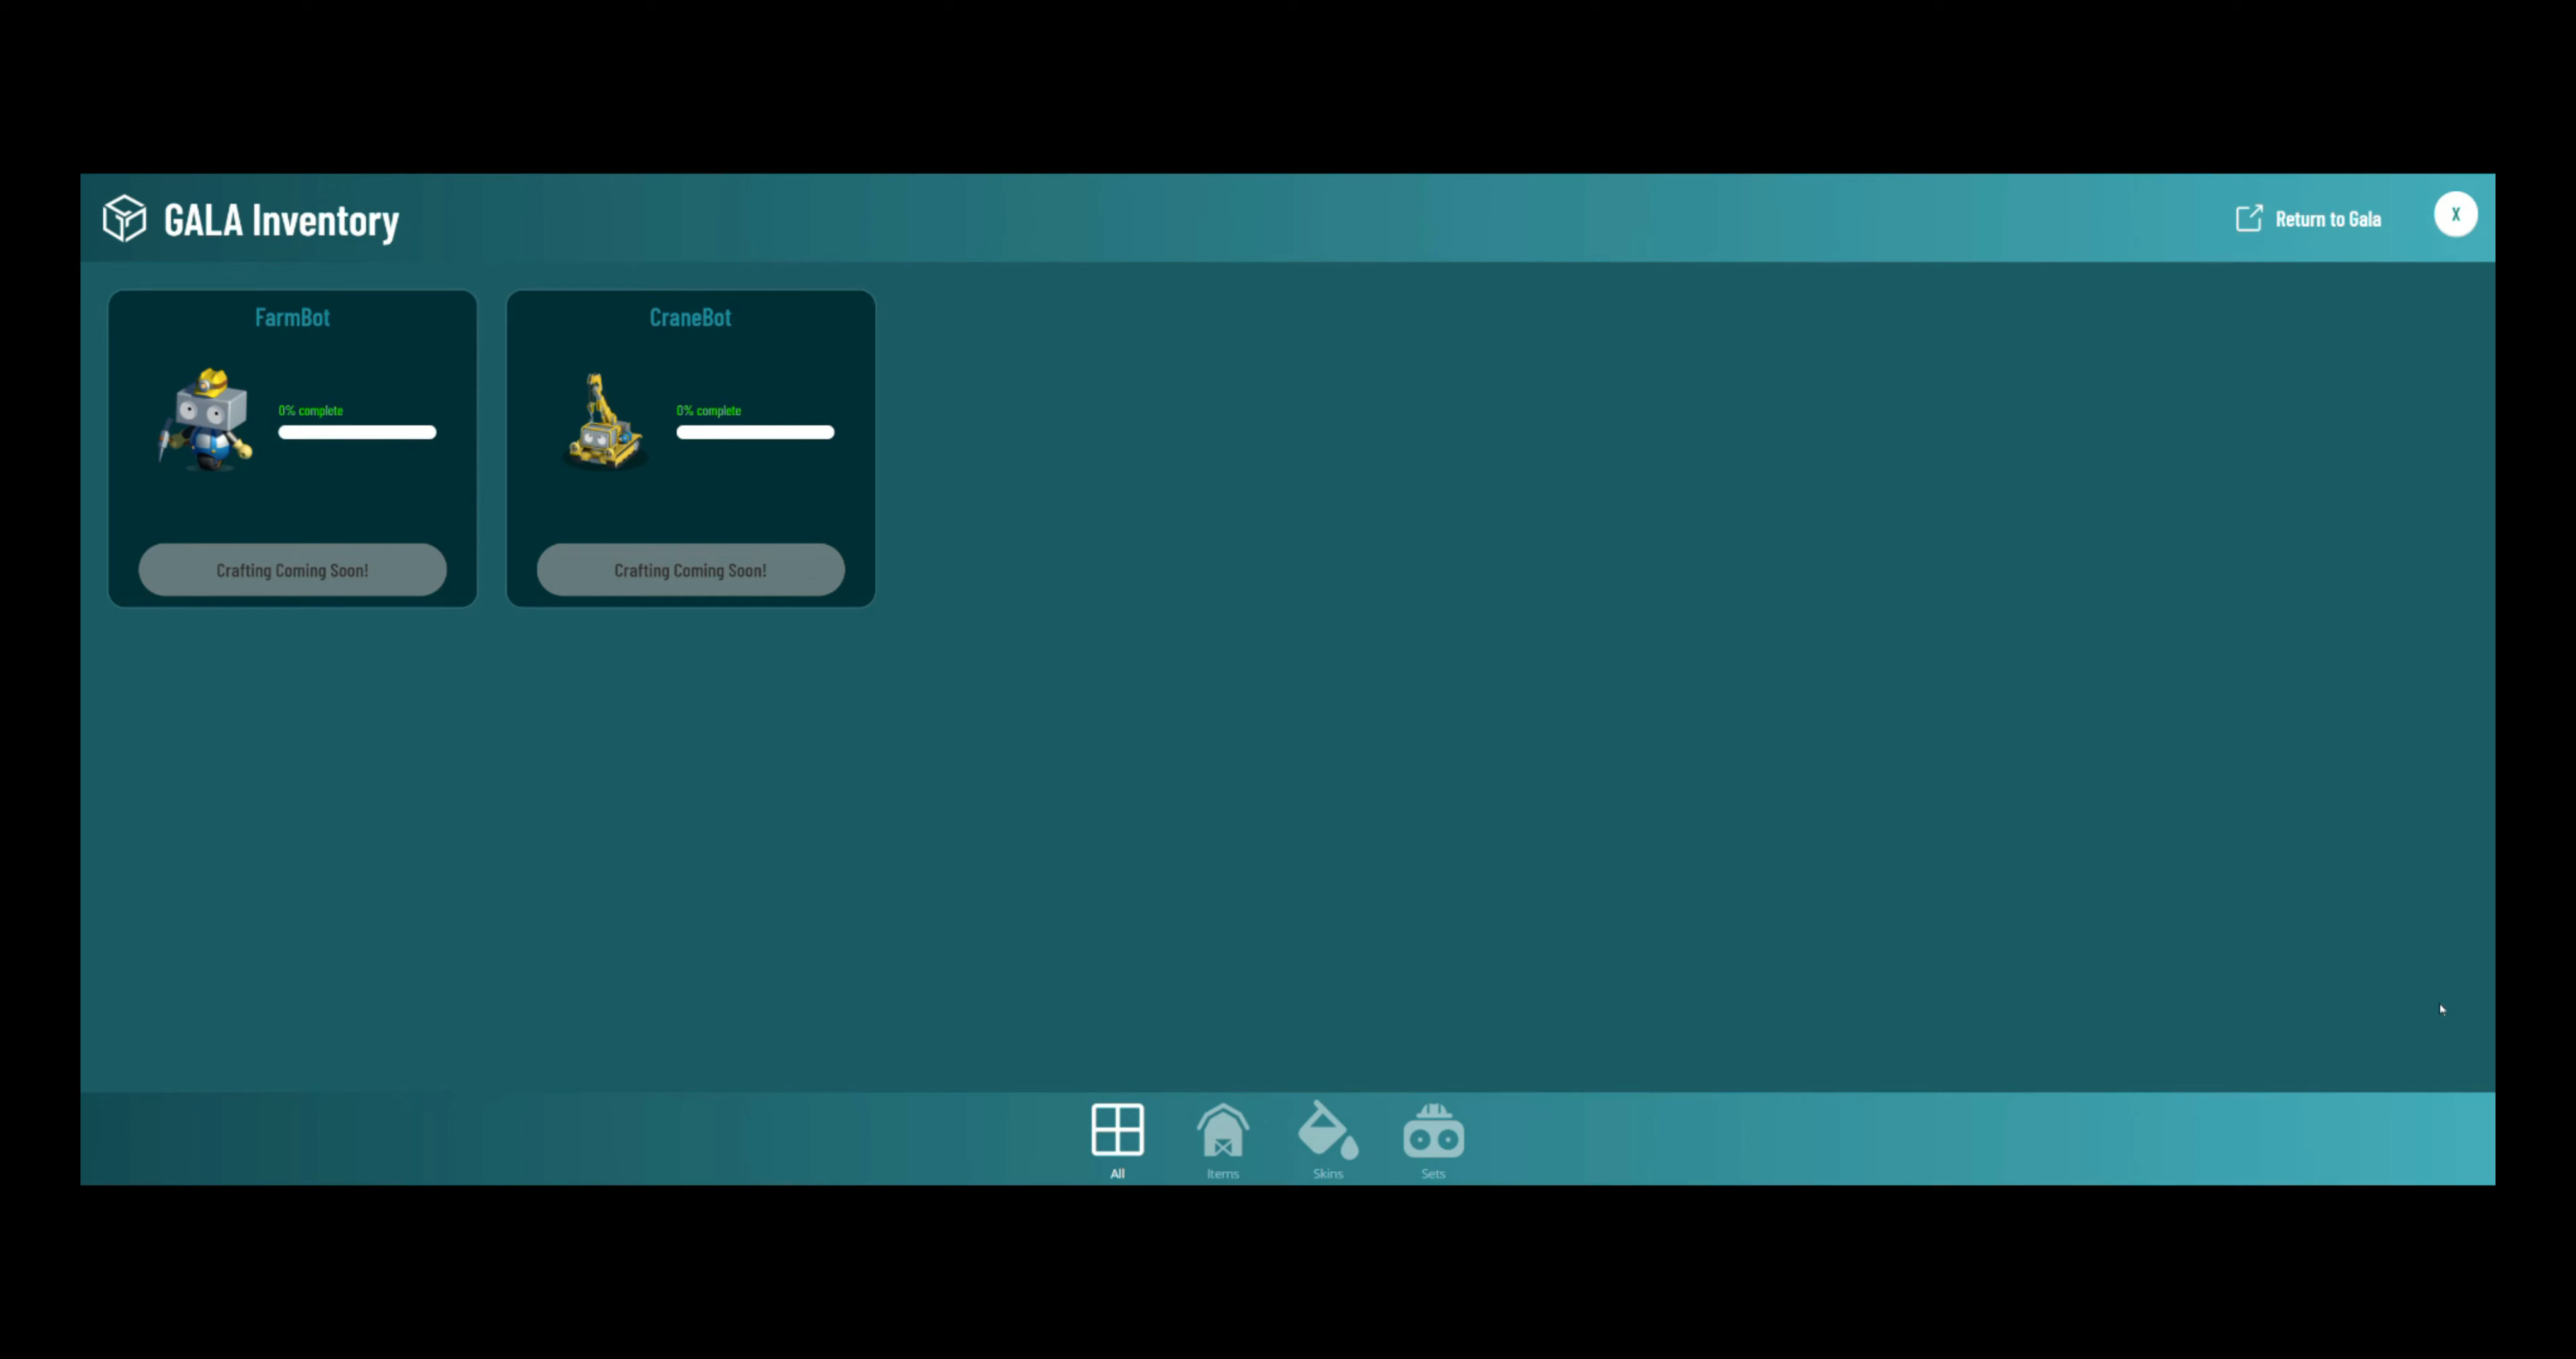 GALA Inventory
Return to Gala
X
FarmBot
CraneBot
0% complete
0% complete
Crafting Coming Soon!
Crafting Coming Soon!
All
Items
Skins
Sets